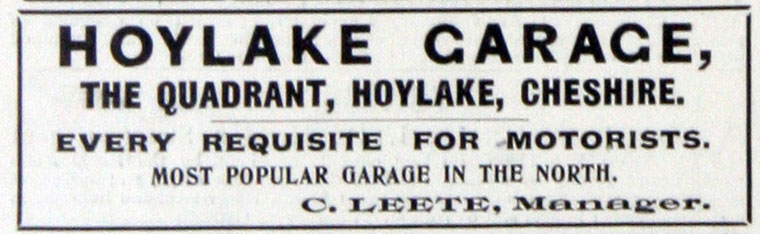 HOYLAKE GARAGE,
THE QUADRANT, HOYLAKE, CHESHIRE.
EVERY REQUISITE FOR MOTORISTS.
MOST POPULAR GARAGE IN THE NORTH.
C. LEETE, Manager.